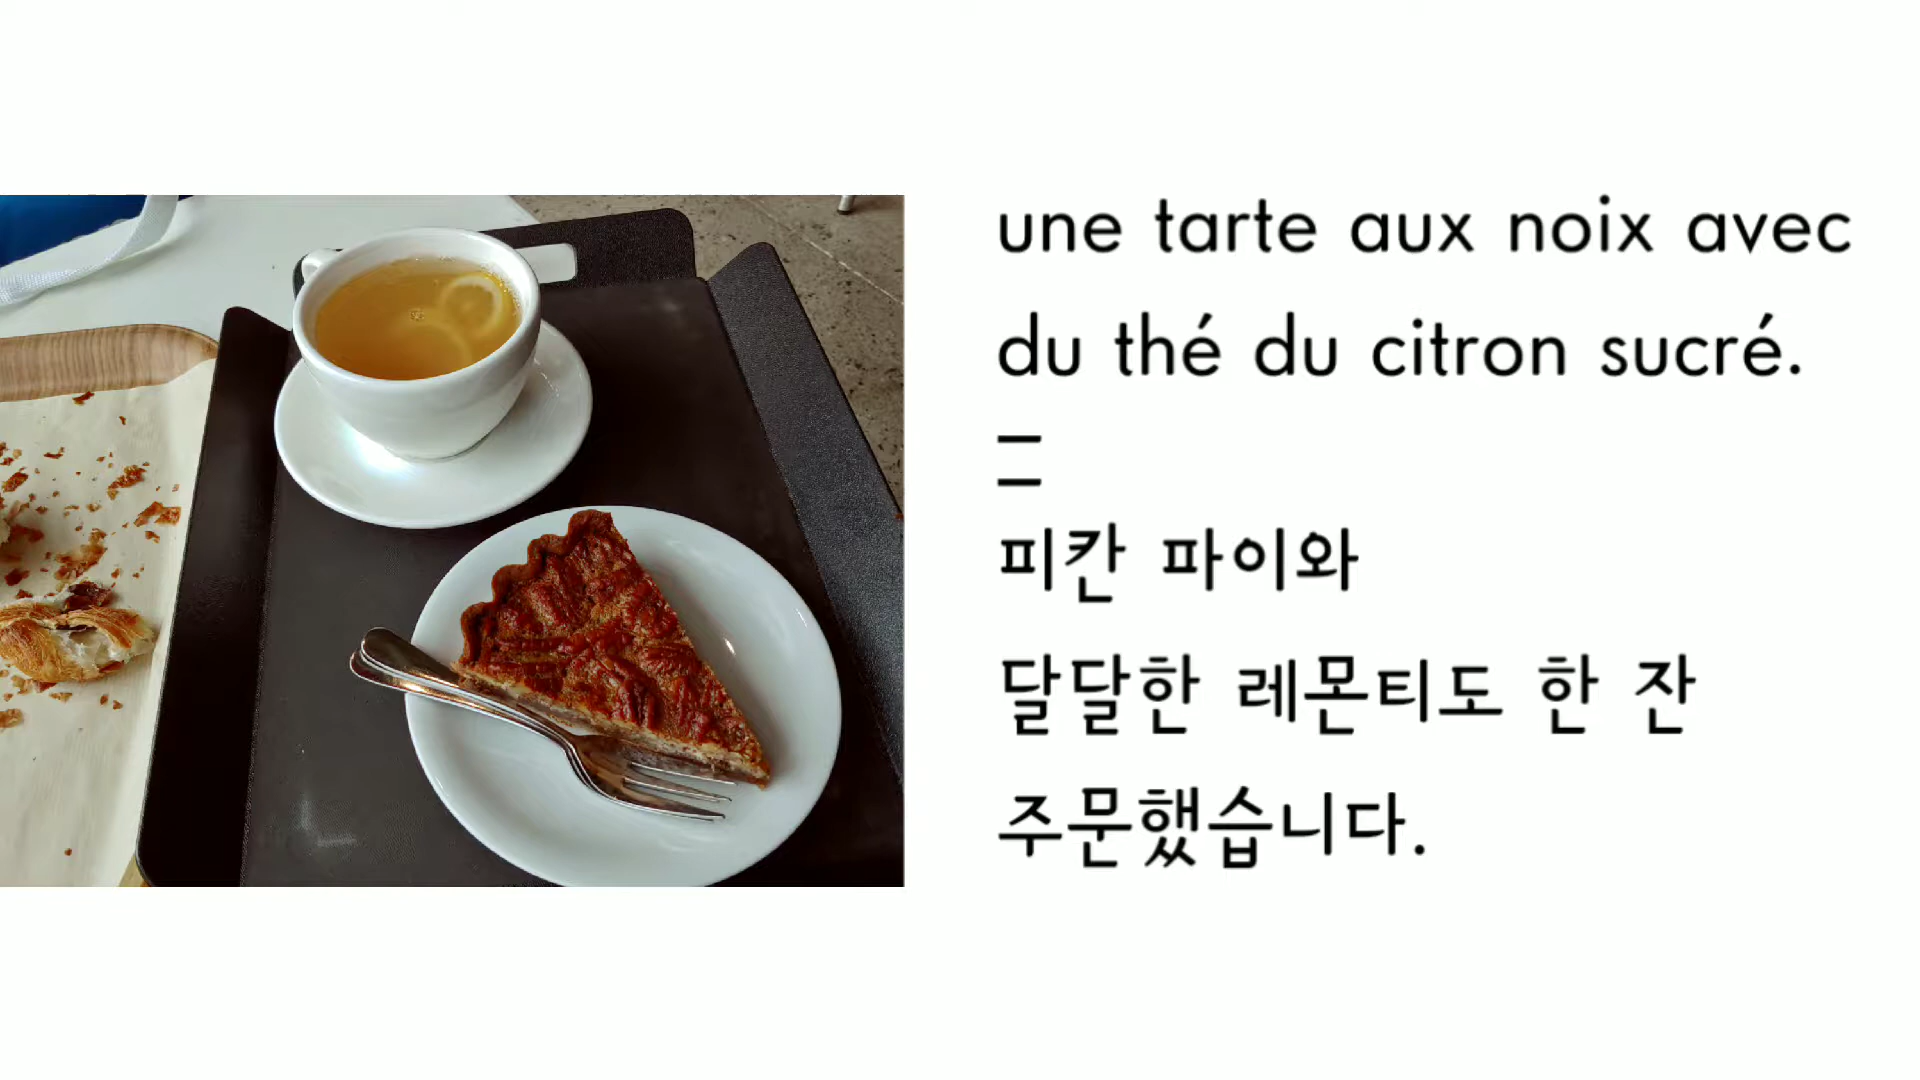 une tarte aux noix avec
du thé du citron sucré.
=
피칸 파이와
달달한 레몬티도 한 잔
주문했습니다.